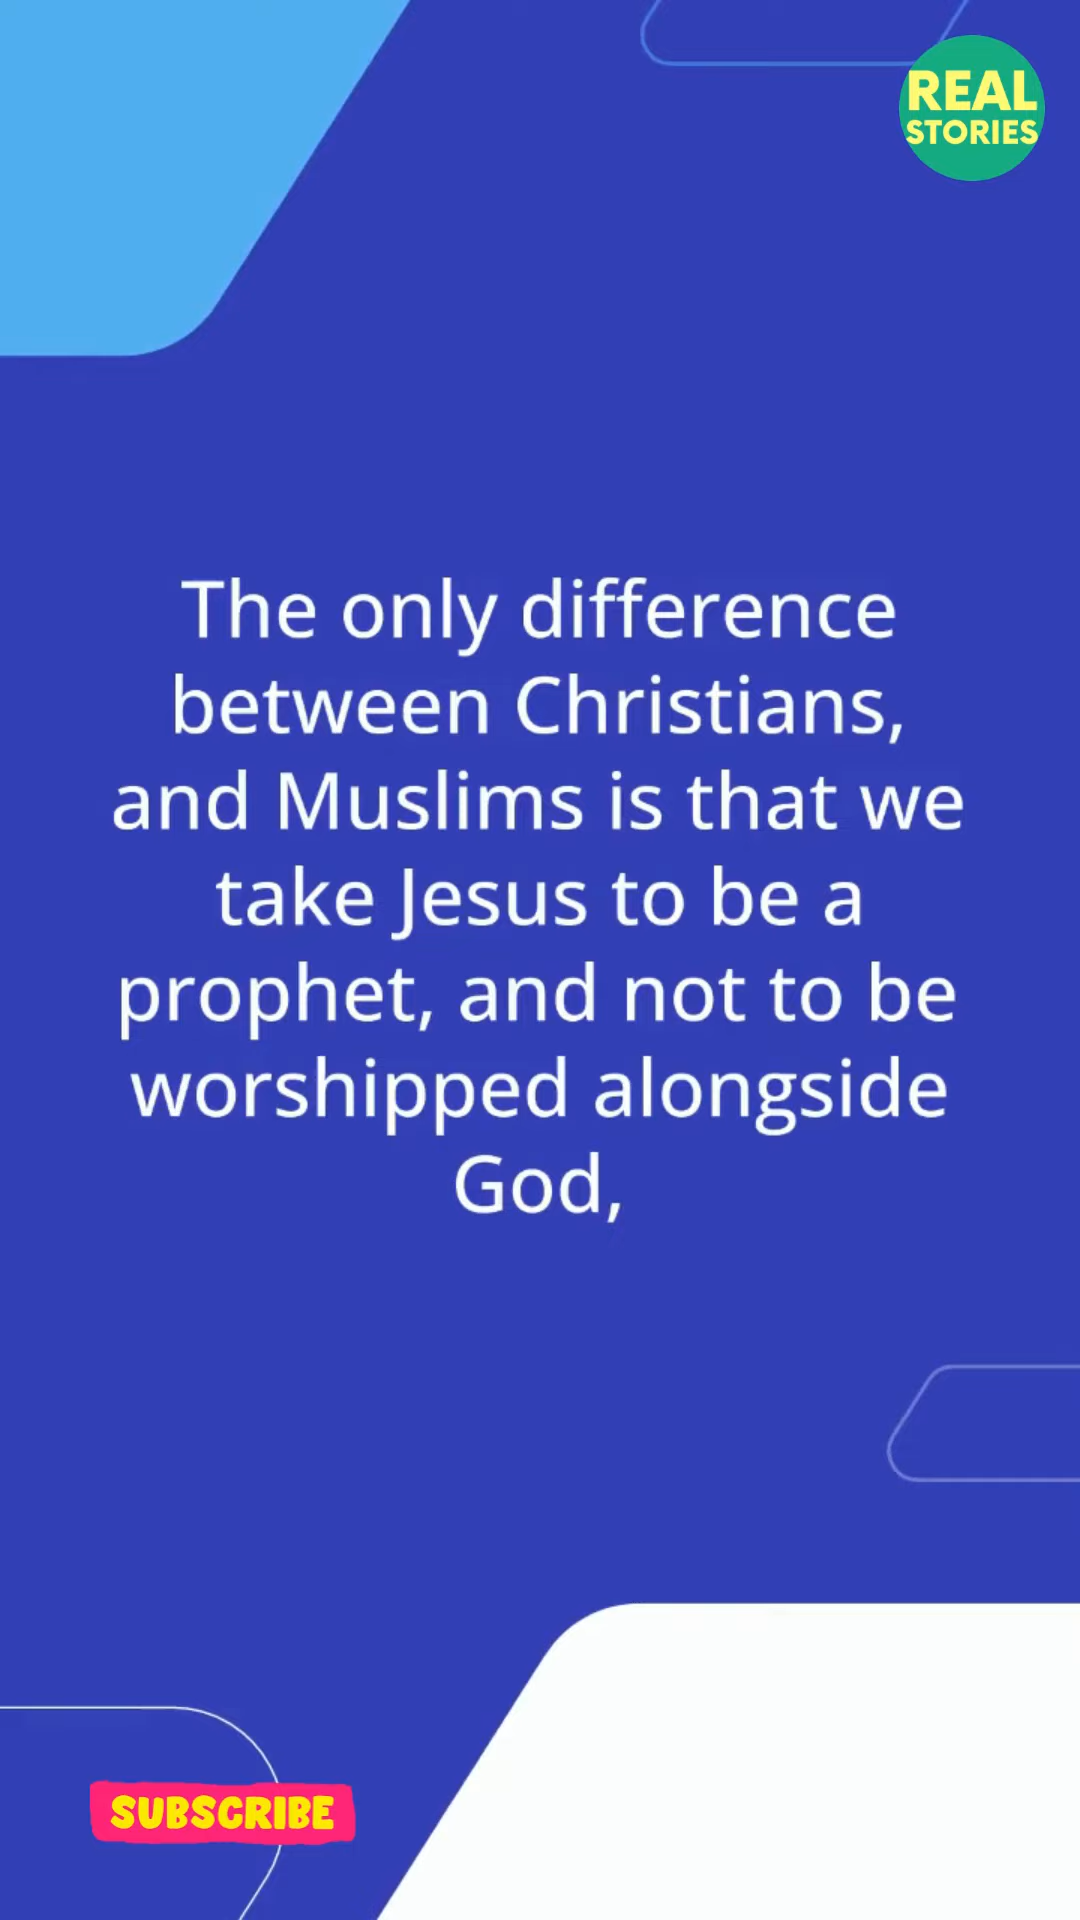 REAL
STORIES
The only difference
between Christians,
and Muslims is that we
take Jesus to be a
prophet, and not to be
worshipped alongside
God,
SUBSCRIBE